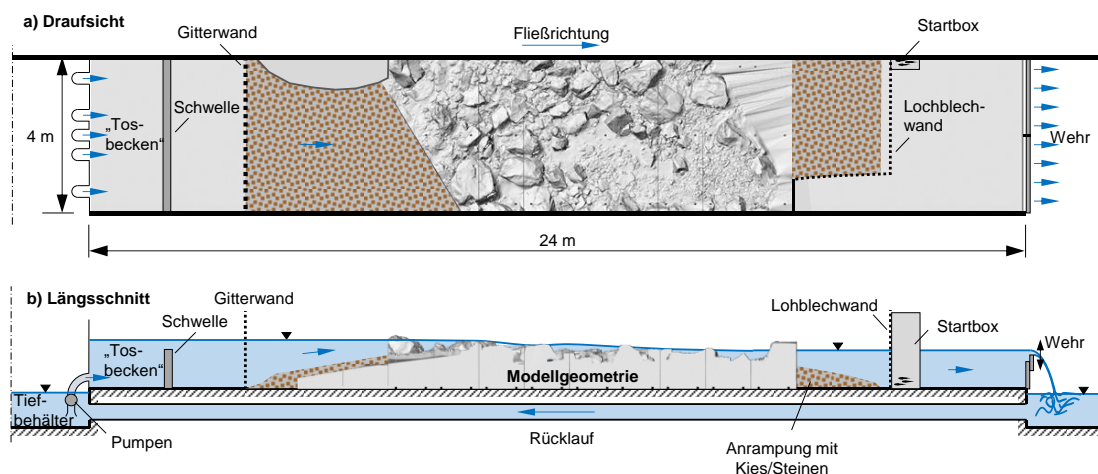 a) Draufsicht
Gitterwand
Fließrichtung
Startbox
4 m
„Tos-
becken“
Schwelle
Lochblech-
wand
Wehr
24 m
b) Längsschnitt
Gitterwand
Schwelle
„Tos-
becken“
Lohblechwand
Startbox
Wehr
Modellgeometrie
Tief-
behälter
Pumpen
Rücklauf
Anrampung mit
Kies/Steinen